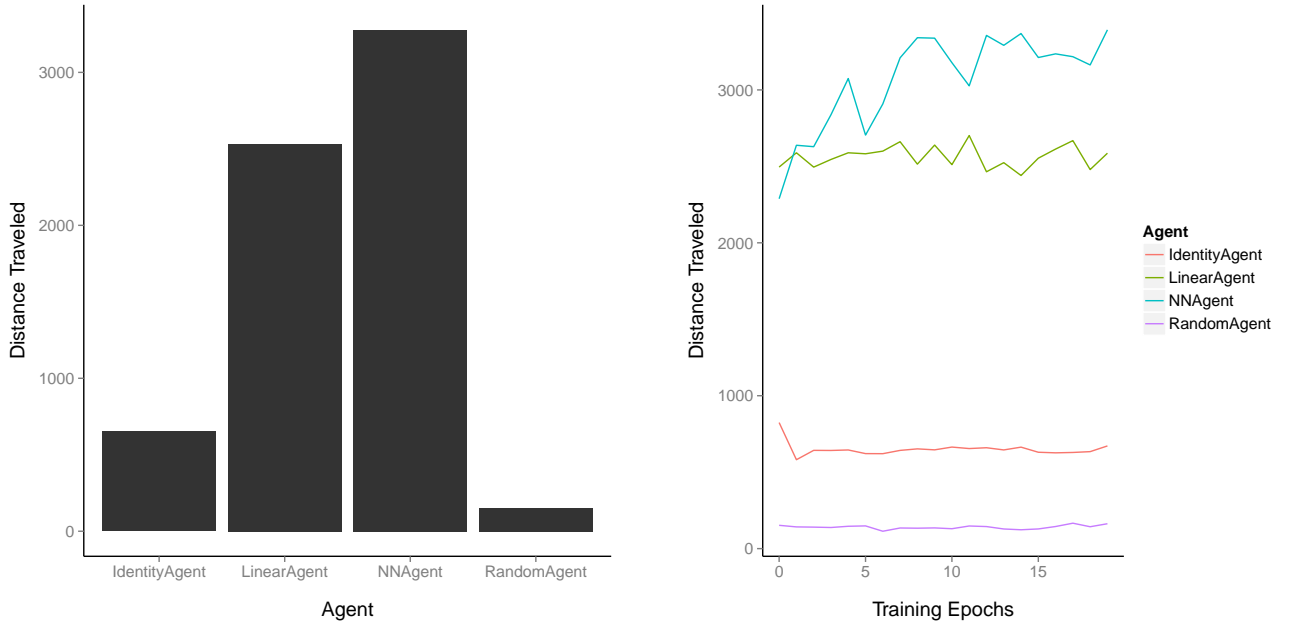 Distance Traveled
3000
2000
1000
0
IdentityAgent LinearAgent NNAgent RandomAgent
Agent
Distance Traveled
3000
2000
1000
0
0 5 10 15
Training Epochs
Agent
IdentityAgent
LinearAgent
NNAgent
RandomAgent